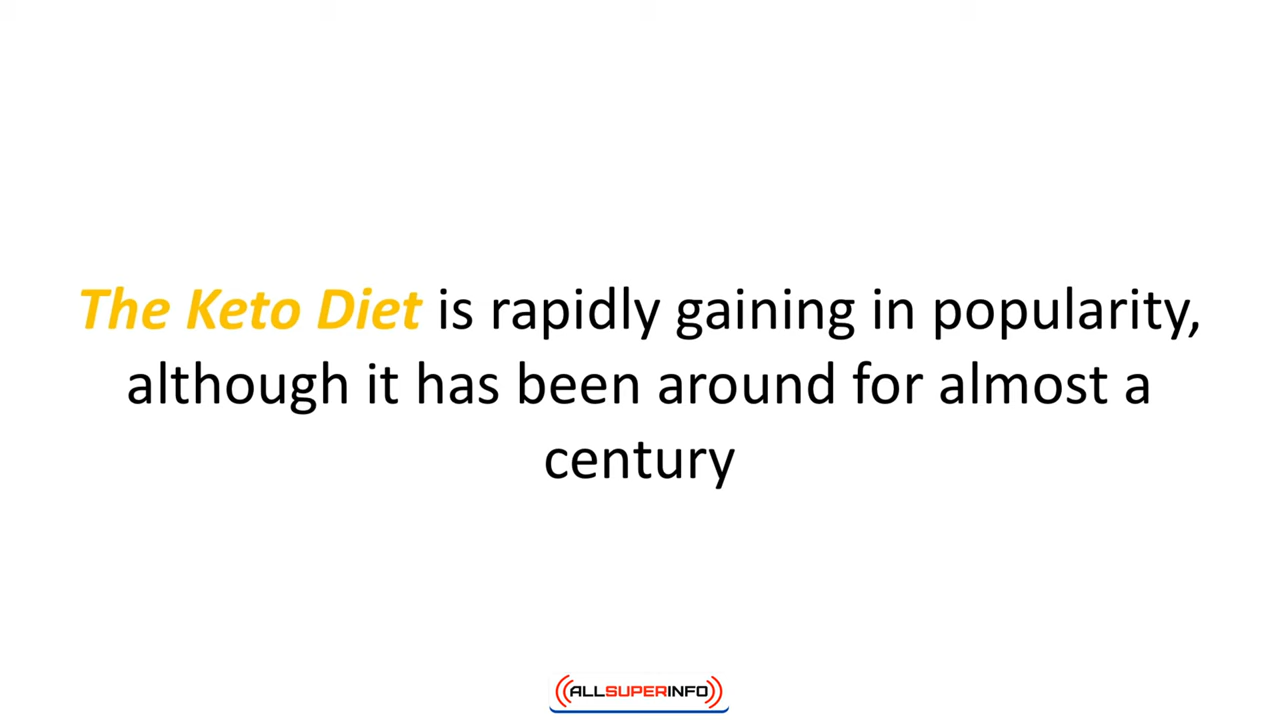 The Keto Diet is rapidly gaining in popularity,
although it has been around for almost a
century
ALLSUPERINFO